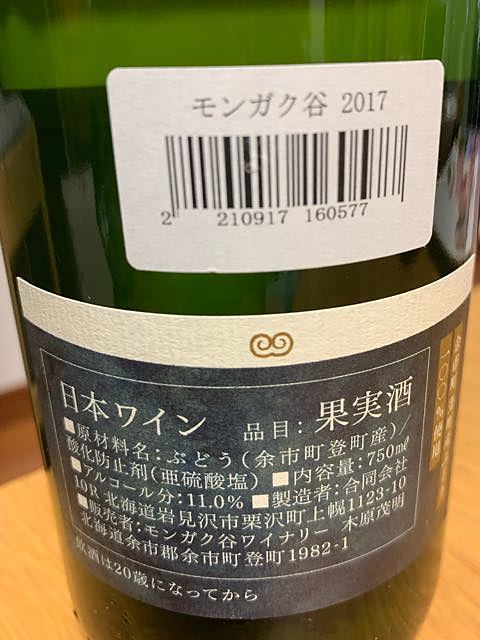 モンガク谷 2017
2 210917 160577
日本ワイン 品目: 果実酒
■原材料名:ぶどう(余市町登町産)/
酸化防止剤(亜硫酸塩)■内容量:750㎖
■アルコール分:11.0% ■製造者:合同会社
10R 北海道岩見沢市栗沢町上幌1123-10
■販売者:モンガク谷ワイナリー 木原茂明
北海道余市郡余市町登町1982-1
飲酒は20歳になってから
一〇〇%使用